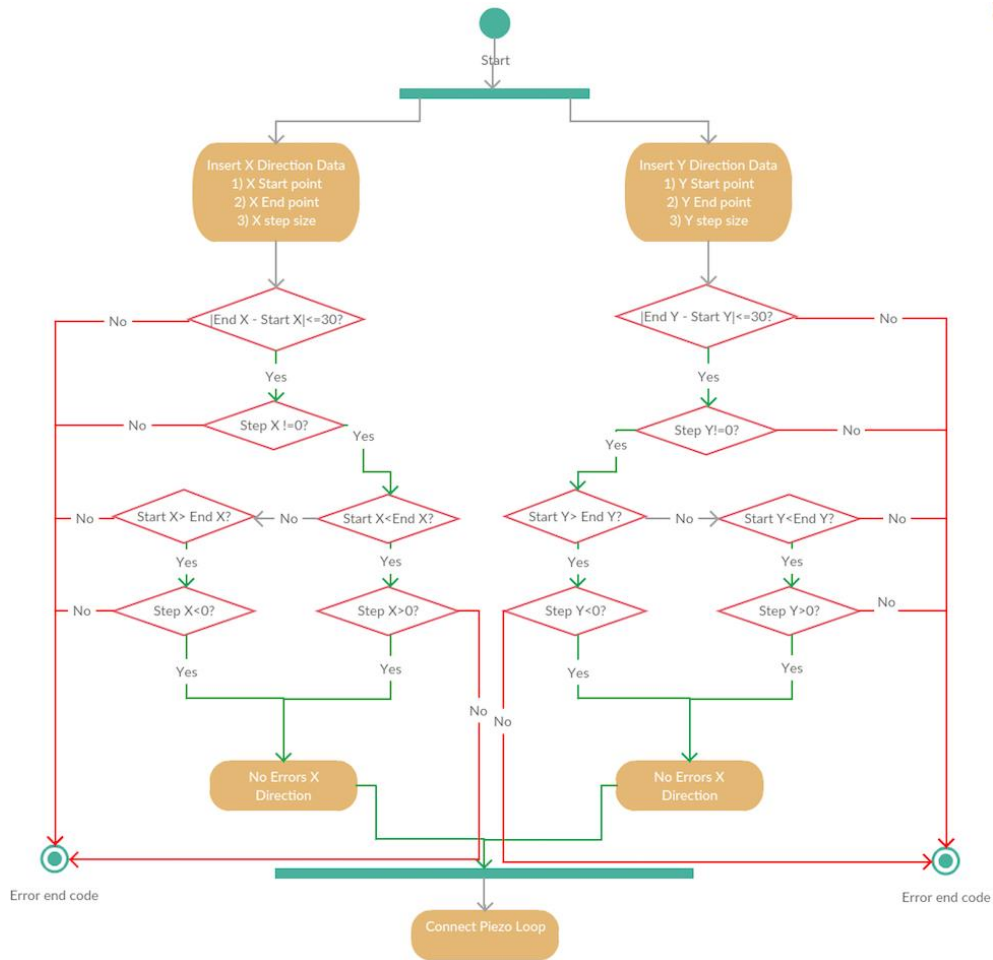 Start
Insert X Direction Data
1) X Start point
2) X End point
3) X step size
Insert Y Direction Data
1) Y Start point
2) Y End point
3) Y step size
|End X - Start X|<=30?
No
Yes
|End Y - Start Y|<=30?
No
Yes
Step X !=0?
No
Yes
Step Y!=0?
No
Yes
Start X> End X?
No
Yes
No
Start X<End X?
Yes
Start Y> End Y?
Yes
No
Start Y<End Y?
No
Yes
Step X<0?
No
Yes
Step X>0?
Yes
No
Step Y<0?
Yes
No
Step Y>0?
No
Yes
No Errors X
Direction
No Errors X
Direction
Error end code
Error end code
Connect Piezo Loop